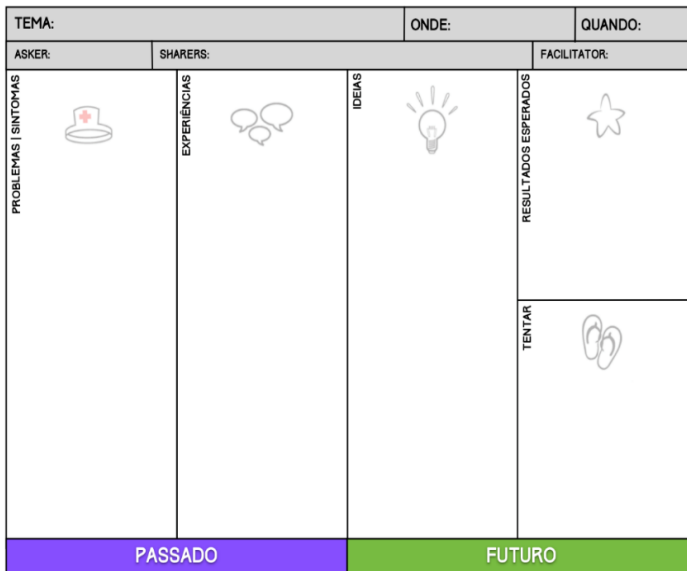 TEMA:
ONDE:
QUANDO:
ASKER:
SHARERS:
FACILITATOR:
PROBLEMAS | SINTOMAS
EXPERIÊNCIAS
IDEIAS
RESULTADOS ESPERADOS
TENTAR
PASSADO
FUTURO